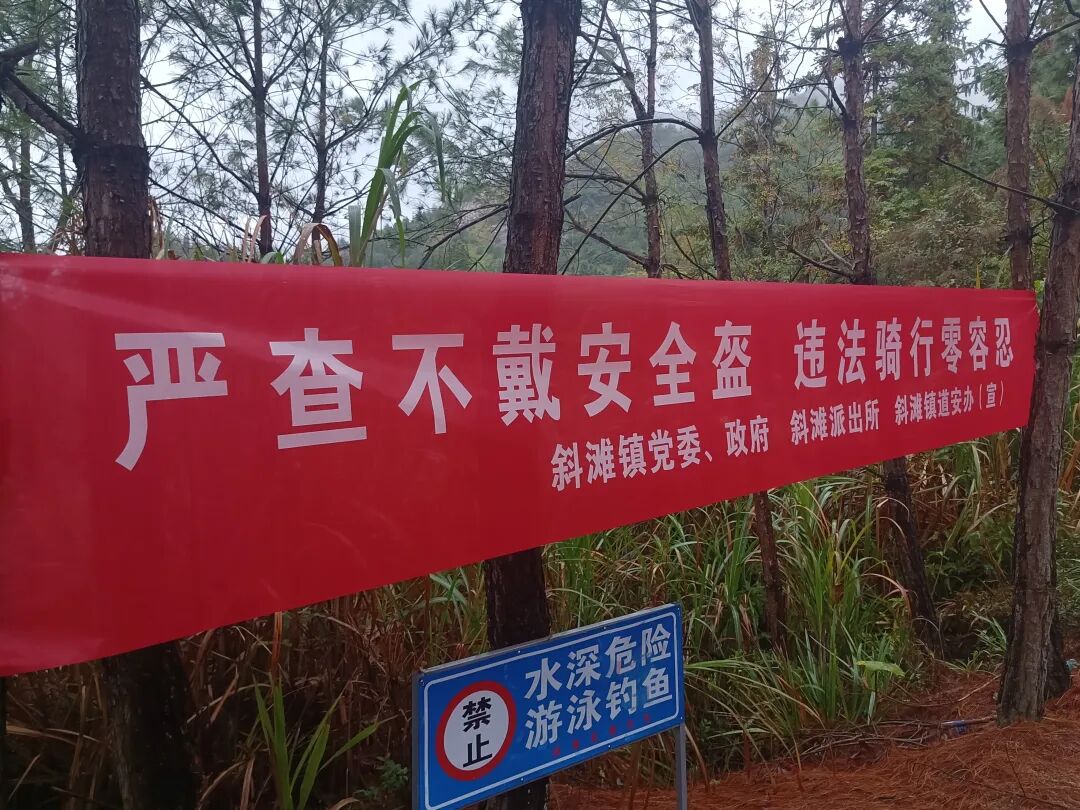 严查不戴安全盔 违法骑行零容忍
斜滩镇党委、政府 斜滩派出所 斜滩镇道安办（宣）
禁止
水深危险
游泳钓鱼